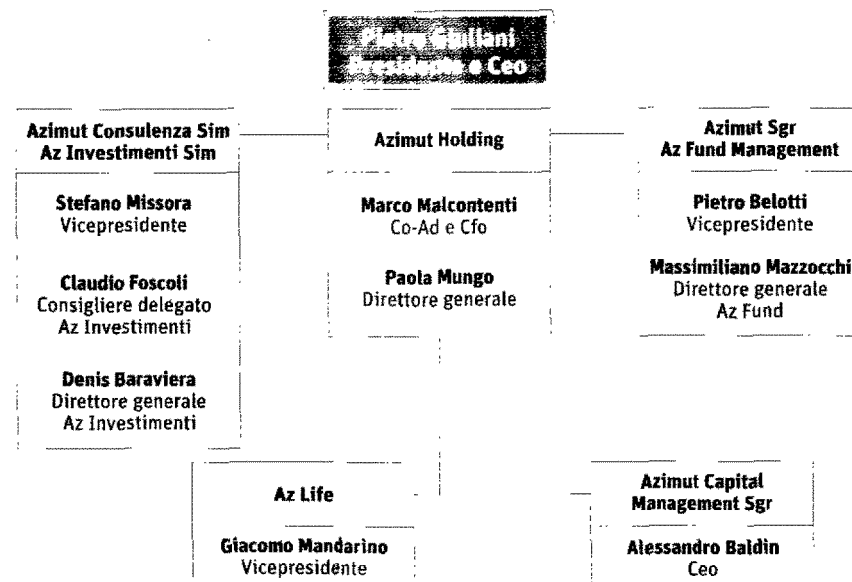 Pietro Giuliani
Presidente e Ceo
Azimut Consulenza Sim
Az Investimenti Sim
Stefano Missora
Vicepresidente
Claudio Foscoli
Consigliere delegato
Az Investimenti
Denis Baraviera
Direttore generale
Az Investimenti
Azimut Holding
Marco Malcontenti
Co-Ad e Cfo
Paola Mungo
Direttore generale
Azimut Sgr
Az Fund Management
Pietro Belotti
Vicepresidente
Massimiliano Mazzocchi
Direttore generale
Az Fund
Az Life
Giacomo Mandarino
Vicepresidente
Azimut Capital
Management Sgr
Alessandro Baldin
Ceo